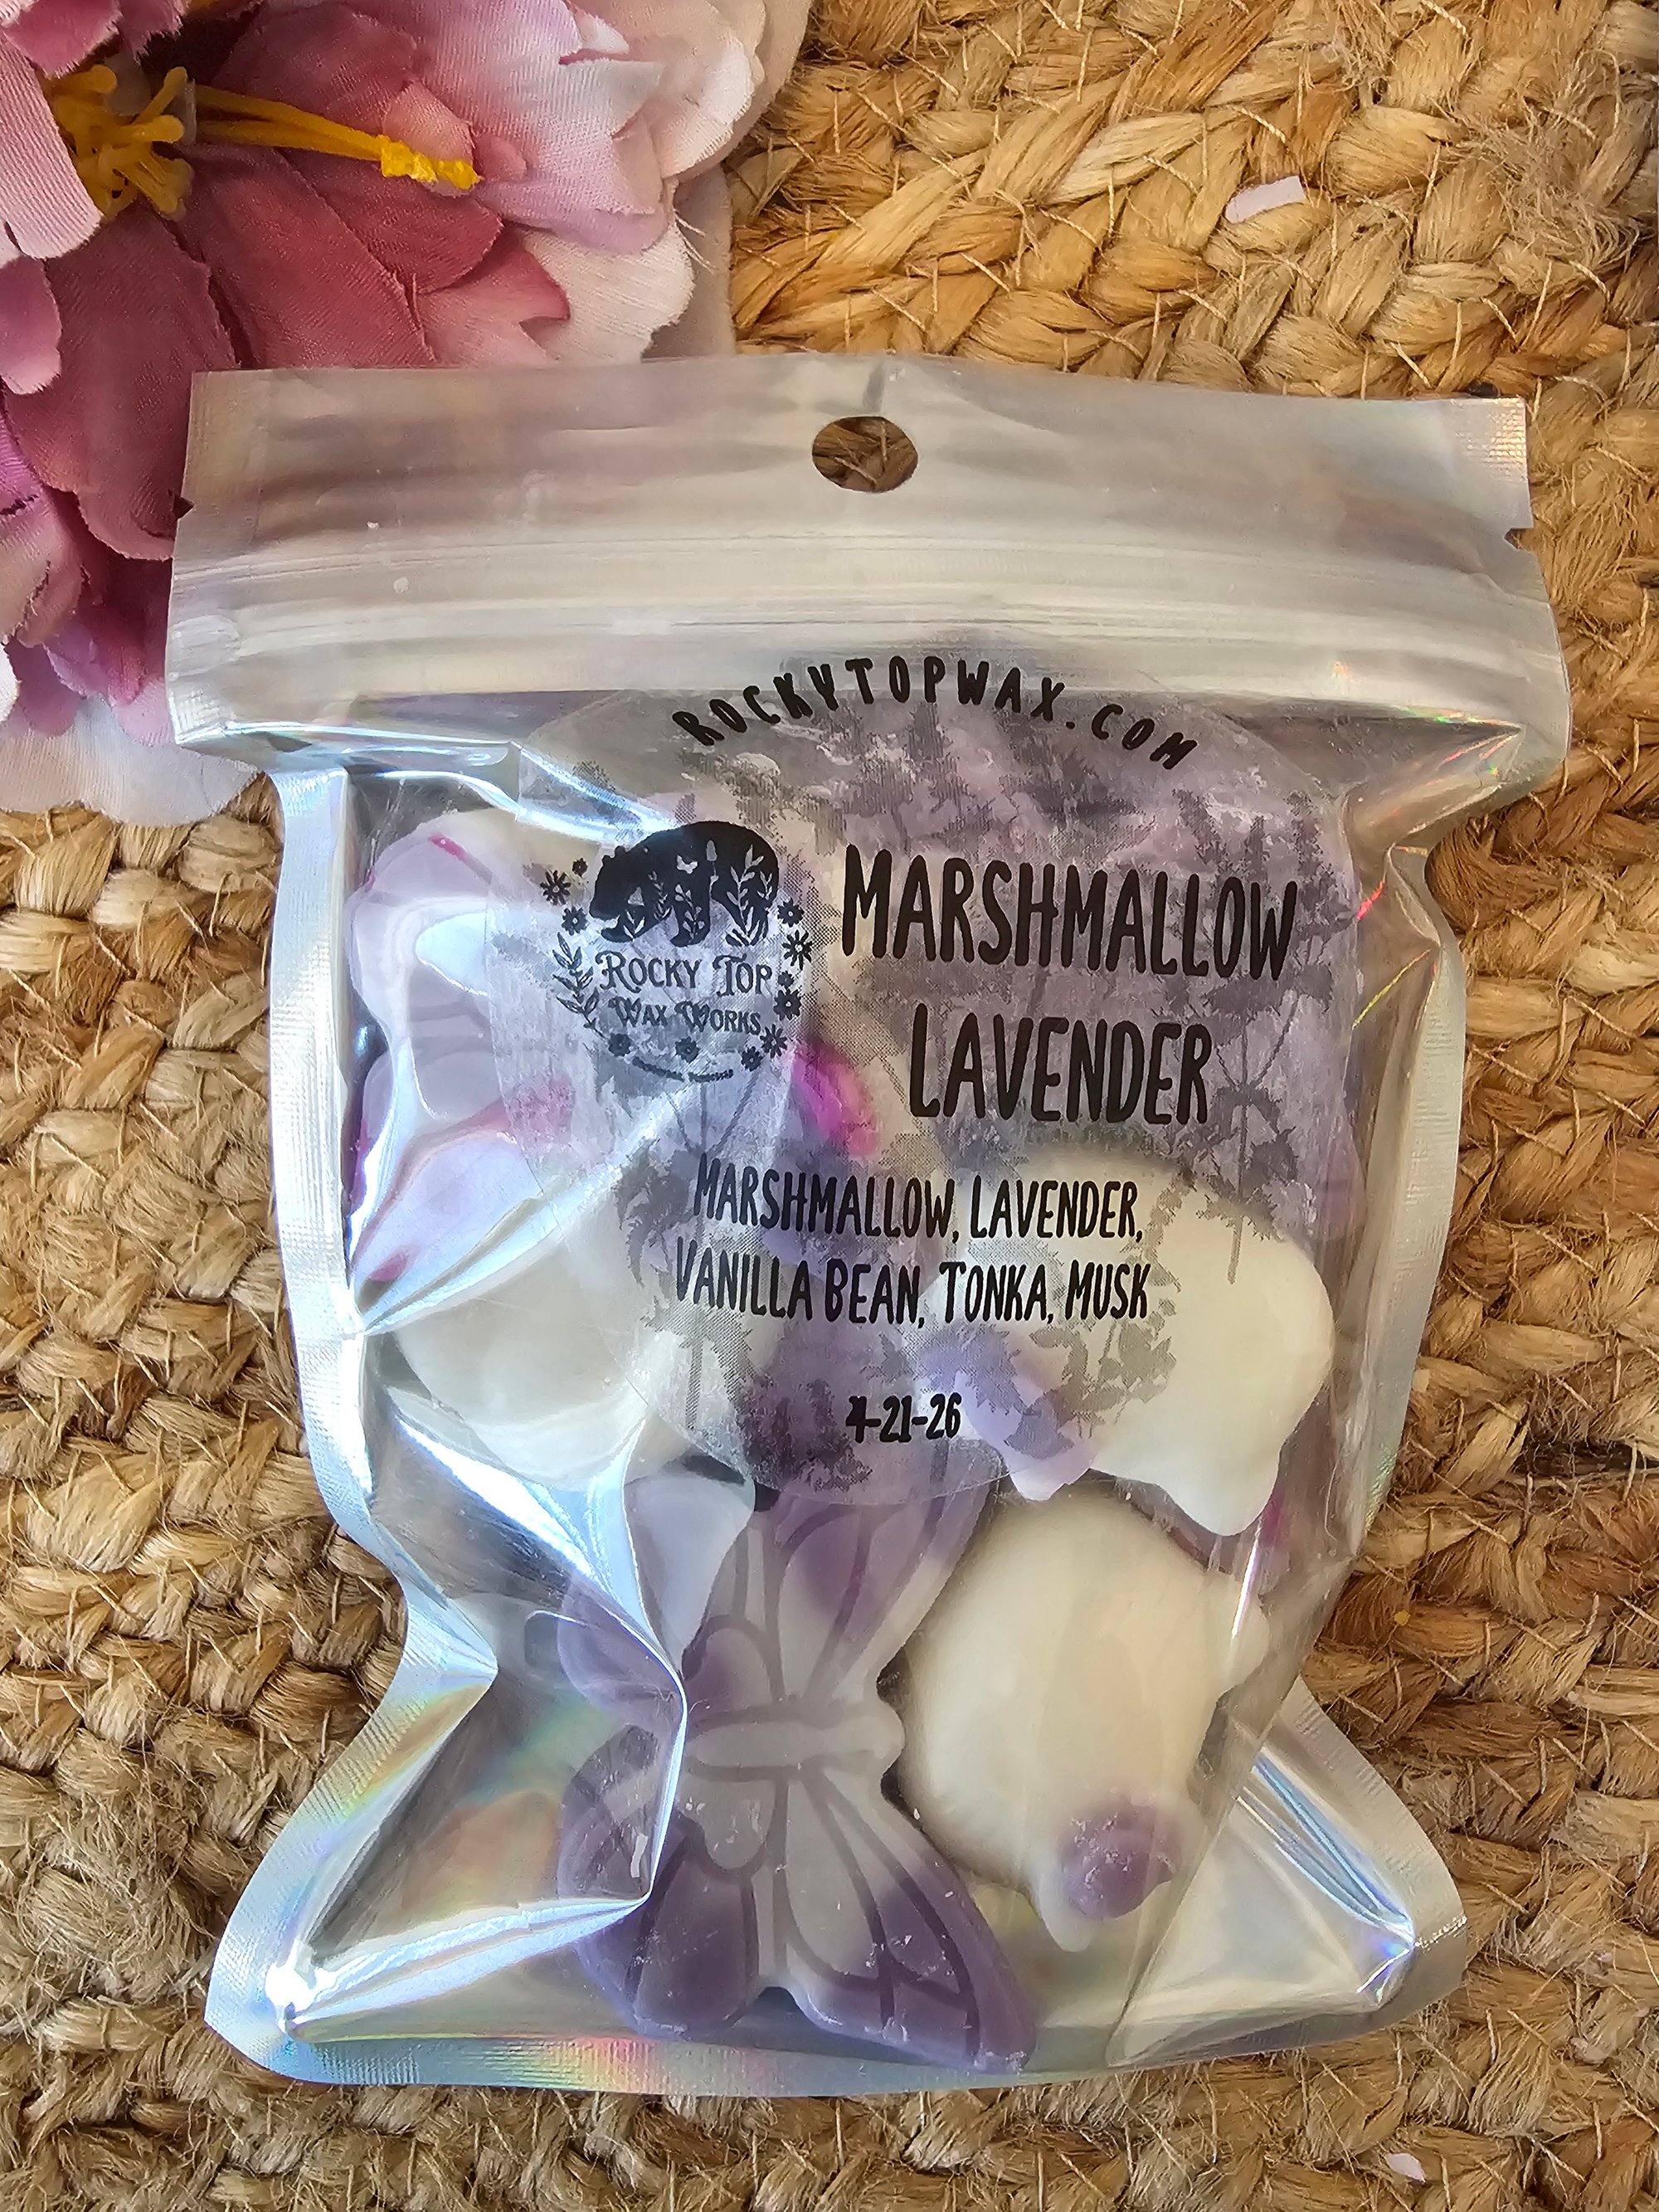 ROCKYTOPWAX.COM
ROCKY TOP
WAX WORKS
MARSHMALLOW
LAVENDER
MARSHMALLOW, LAVENDER,
VANILLA BEAN, TONKA, MUSK
4-21-26